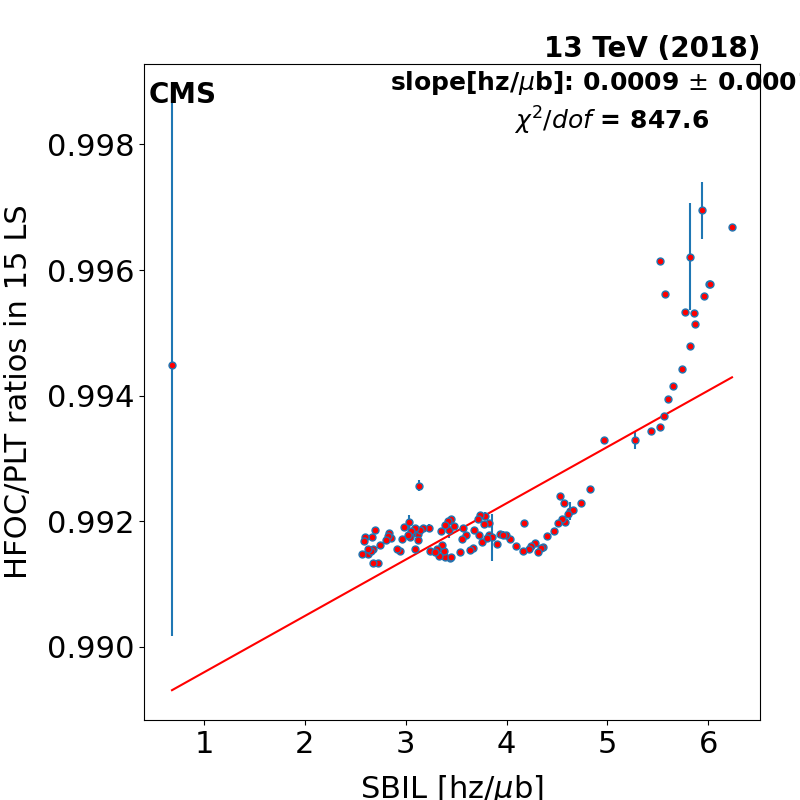 13 TeV (2018)
CMS
slope[hz/μb]: 0.0009 ± 0.000
χ²/dof = 847.6
0.998
0.996
0.994
0.992
0.990
HFOC/PLT ratios in 15 LS
1 2 3 4 5 6
SBIL [hz/μb]